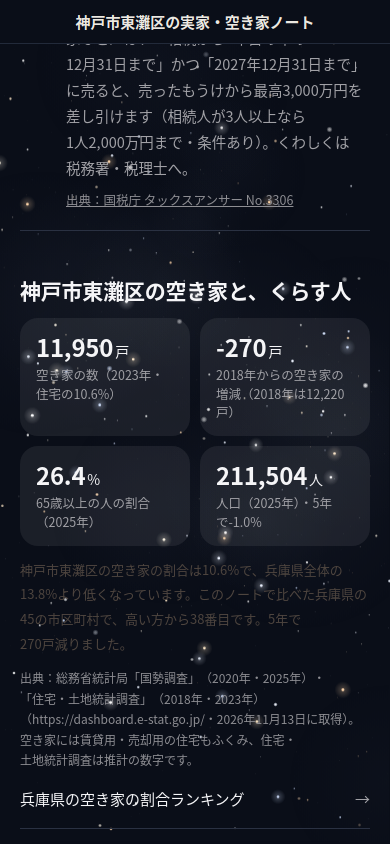 神戸市東灘区の実家・空き家ノート
12月31日まで」かつ「2027年12月31日まで」
に売ると、売ったもうけから最高3,000万円を
差し引けます（相続人が3人以上なら
1人2,000万円まで・条件あり）。くわしくは
税務署・税理士へ。
出典：国税庁 タックスアンサー No.3306
神戸市東灘区の空き家と、くらす人
11,950戸
空き家の数（2023年・
住宅の10.6%）
-270戸
2018年からの空き家の
増減（2018年は12,220
戸）
26.4%
65歳以上の人の割合
（2025年）
211,504人
人口（2025年）・5年
で-1.0%
神戸市東灘区の空き家の割合は10.6%で、兵庫県全体の
13.8%より低くなっています。このノートで比べた兵庫県の
45の市区町村で、高い方から38番目です。5年で
270戸減りました。
出典：総務省統計局「国勢調査」（2020年・2025年）・
「住宅・土地統計調査」（2018年・2023年）
（https://dashboard.e-stat.go.jp/・2026年11月13日に取得）。
空き家には賃貸用・売却用の住宅もふくみ、住宅・
土地統計調査は推計の数字です。
兵庫県の空き家の割合ランキング →